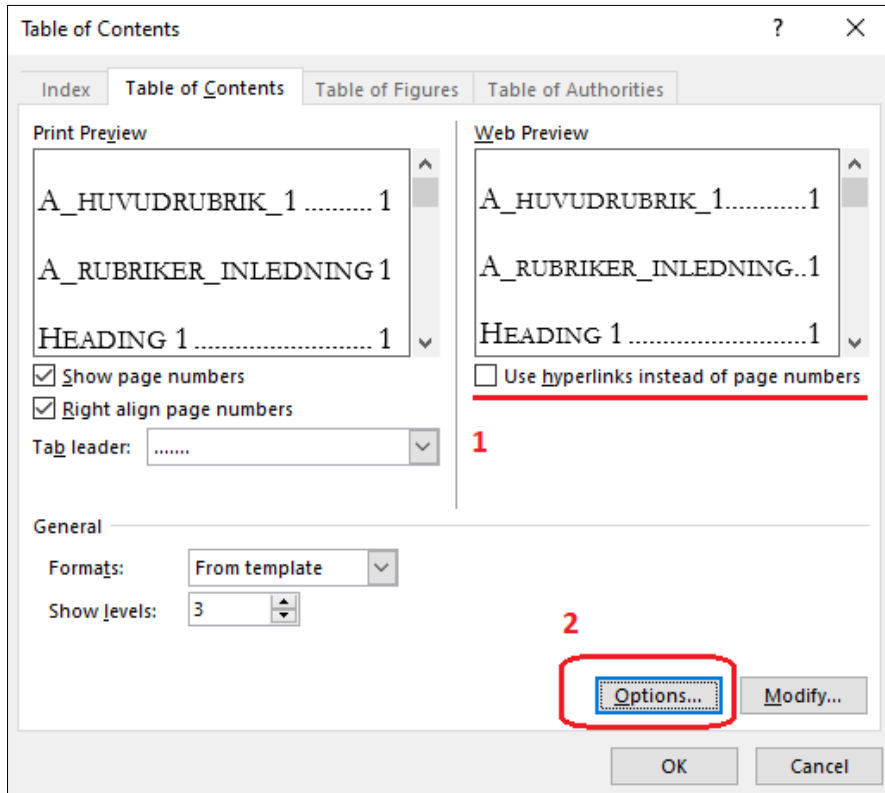 Table of Contents ?
Index Table of Contents Table of Figures Table of Authorities
Print Preview
A_HUVUDRUBRIK_1 .......... 1
A_RUBRIKER_INLEDNING 1
HEADING 1 ............................ 1
Show page numbers
Right align page numbers
Tab leader: .......
Web Preview
A_HUVUDRUBRIK_1............1
A_RUBRIKER_INLEDNING..1
HEADING 1 ..........................1
Use hyperlinks instead of page numbers
1
General
Formats: From template
Show levels: 3
2
Options... Modify...
OK Cancel